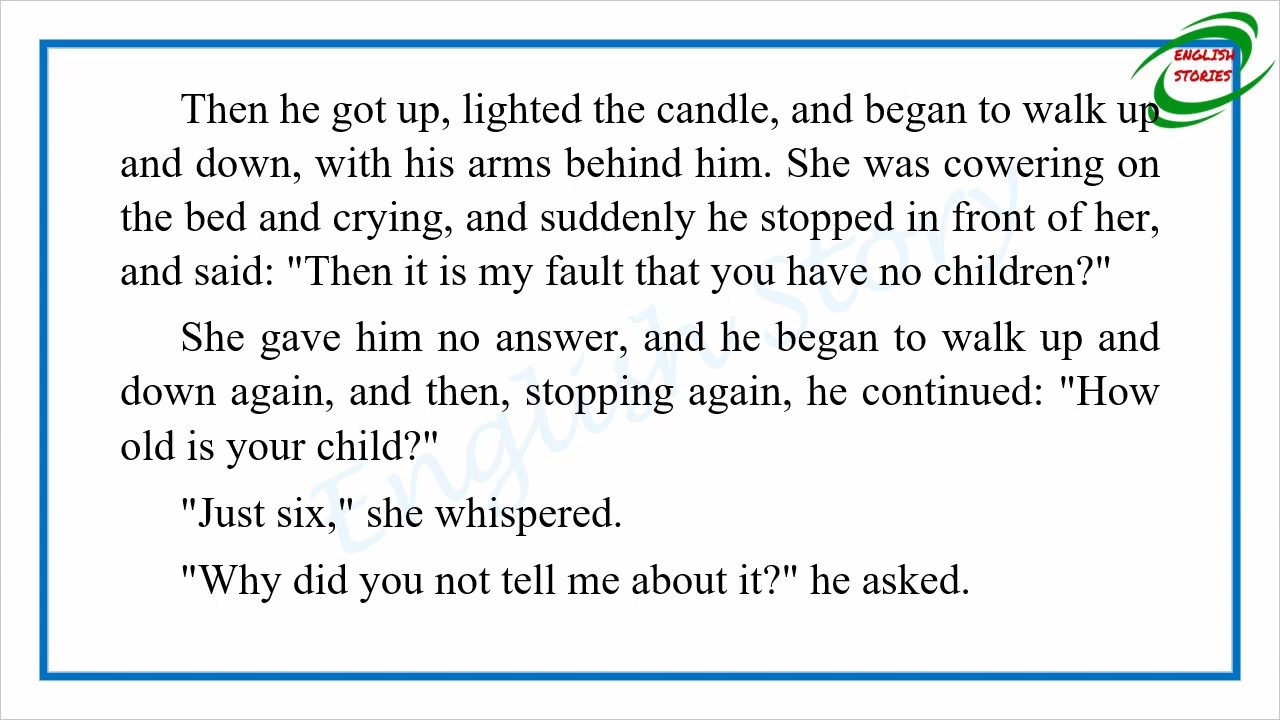 ENGLISH
STORIES
Then he got up, lighted the candle, and began to walk up
and down, with his arms behind him. She was cowering on
the bed and crying, and suddenly he stopped in front of her,
and said: "Then it is my fault that you have no children?"
She gave him no answer, and he began to walk up and
down again, and then, stopping again, he continued: "How
old is your child?"
"Just six," she whispered.
"Why did you not tell me about it?" he asked.
English Story